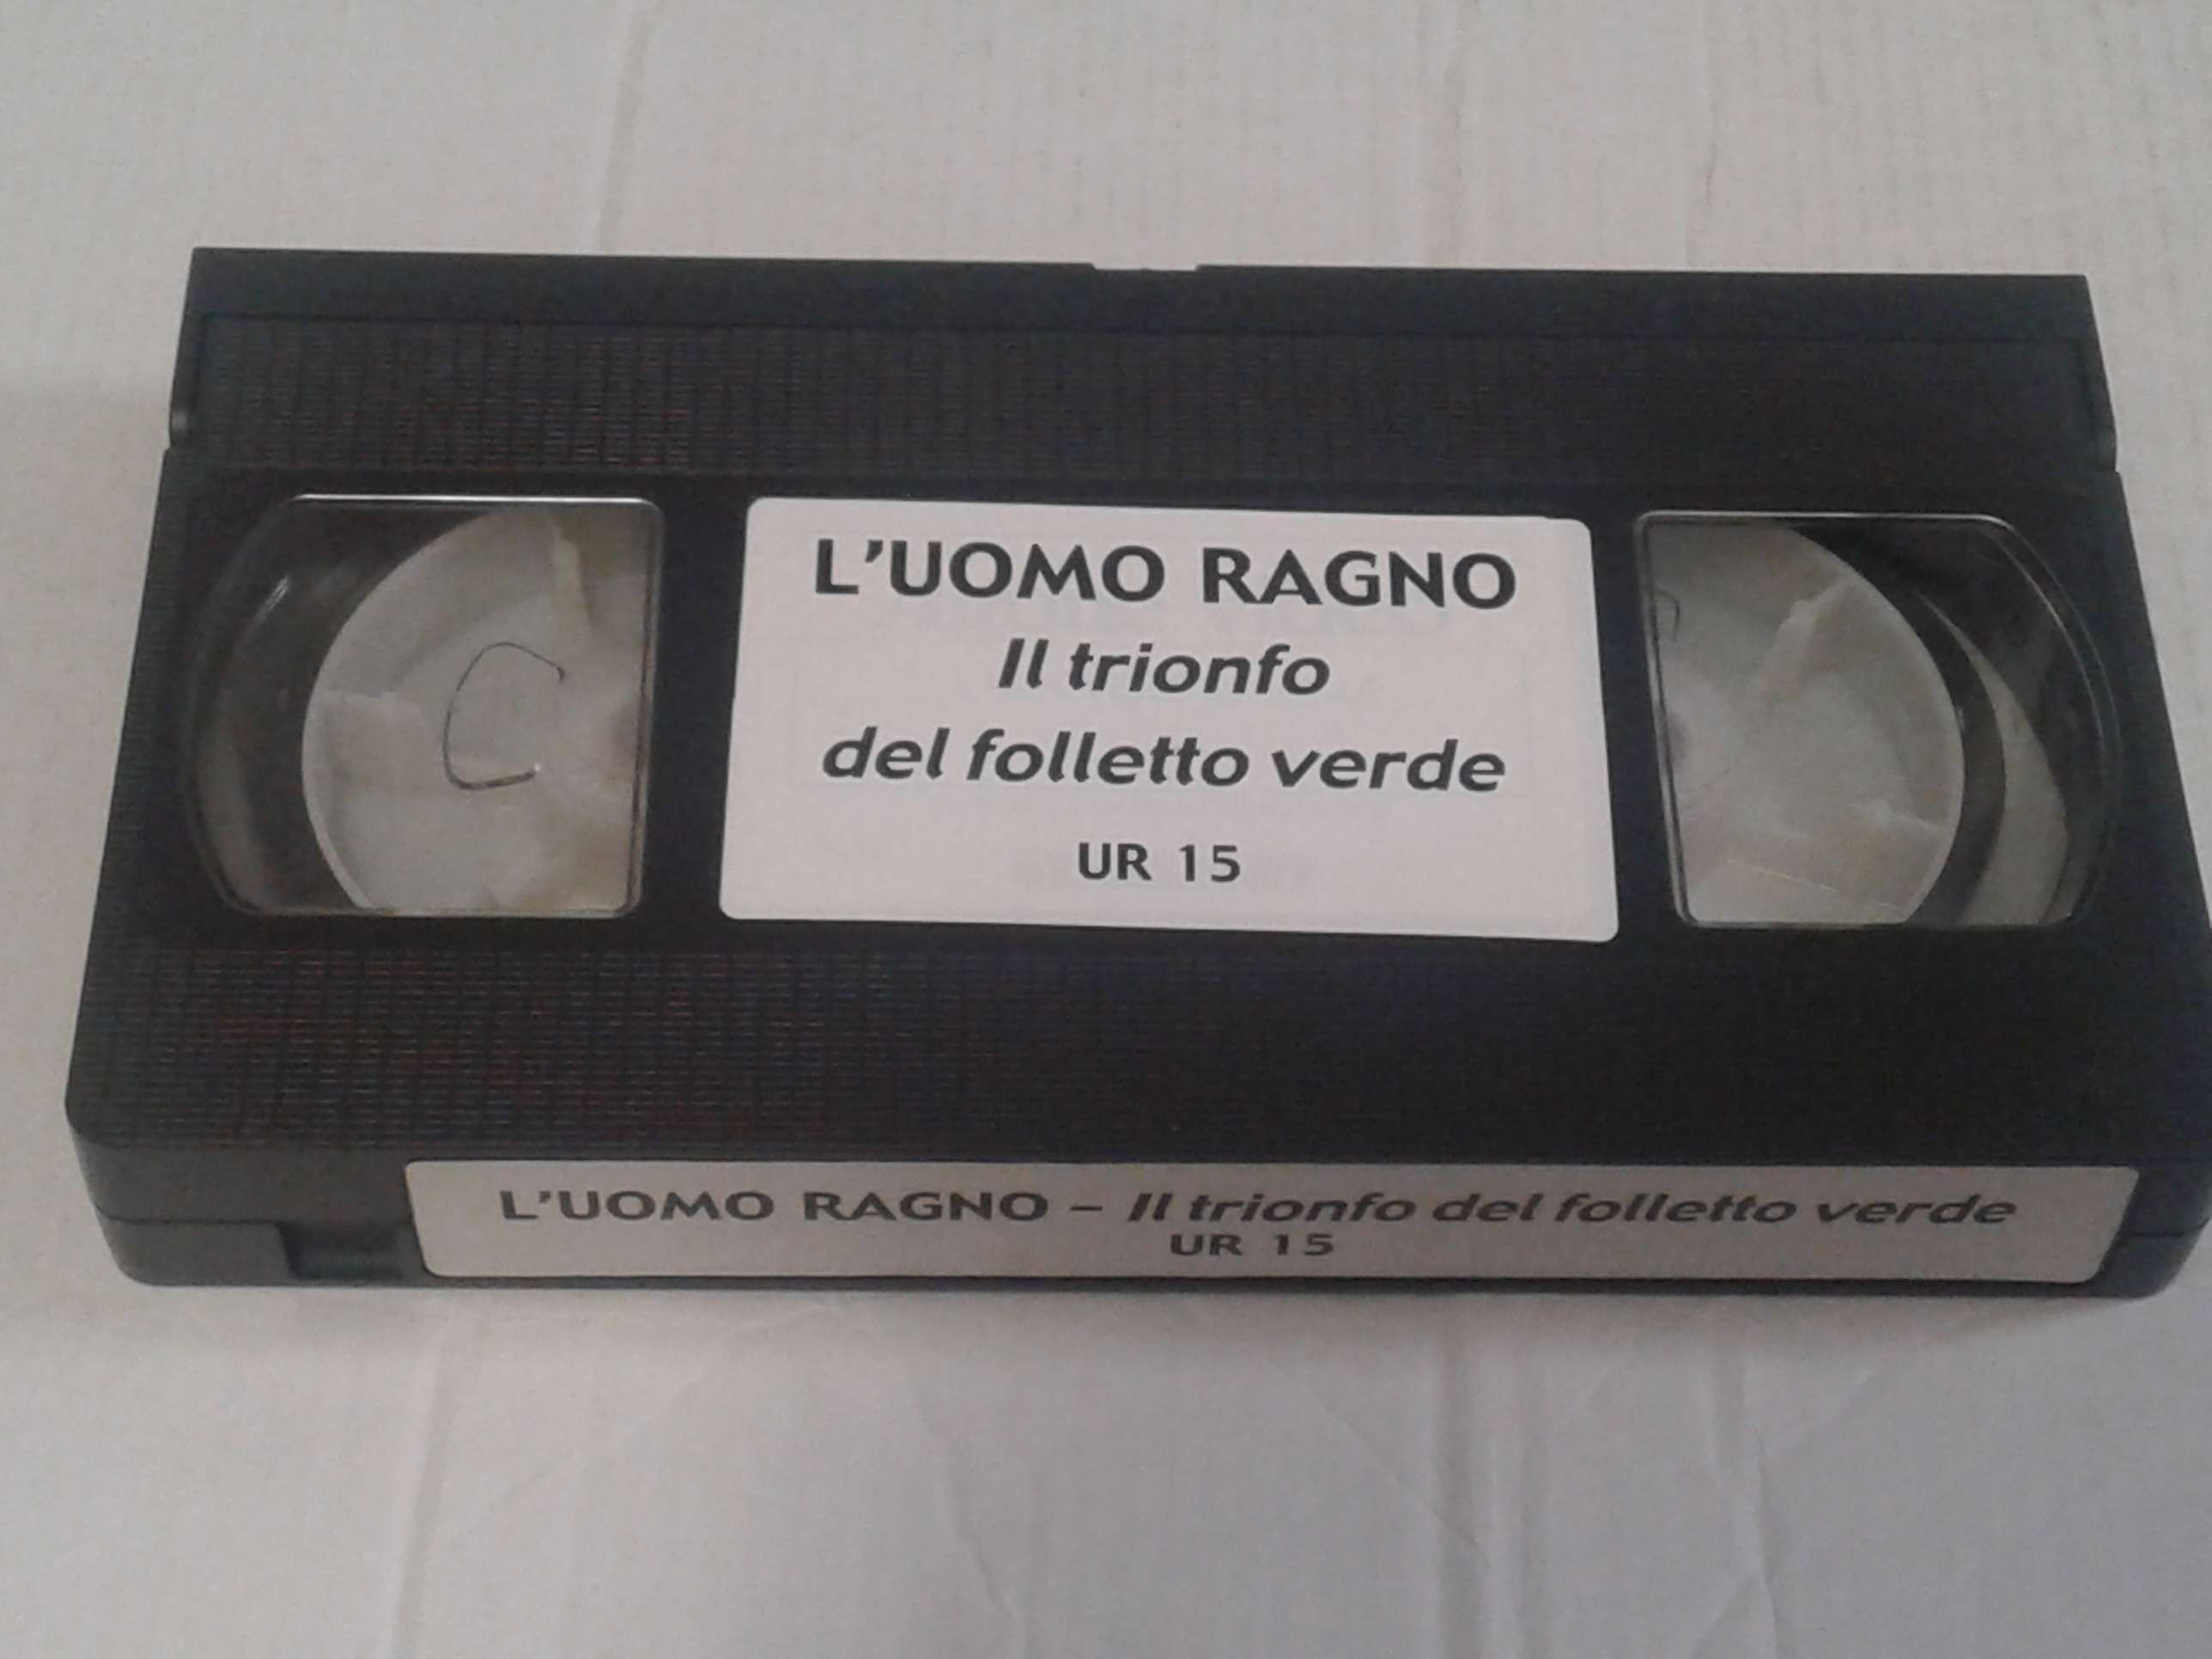 L'UOMO RAGNO
Il trionfo
del folletto verde
UR 15
C
L'UOMO RAGNO – Il trionfo del folletto verde
UR 15